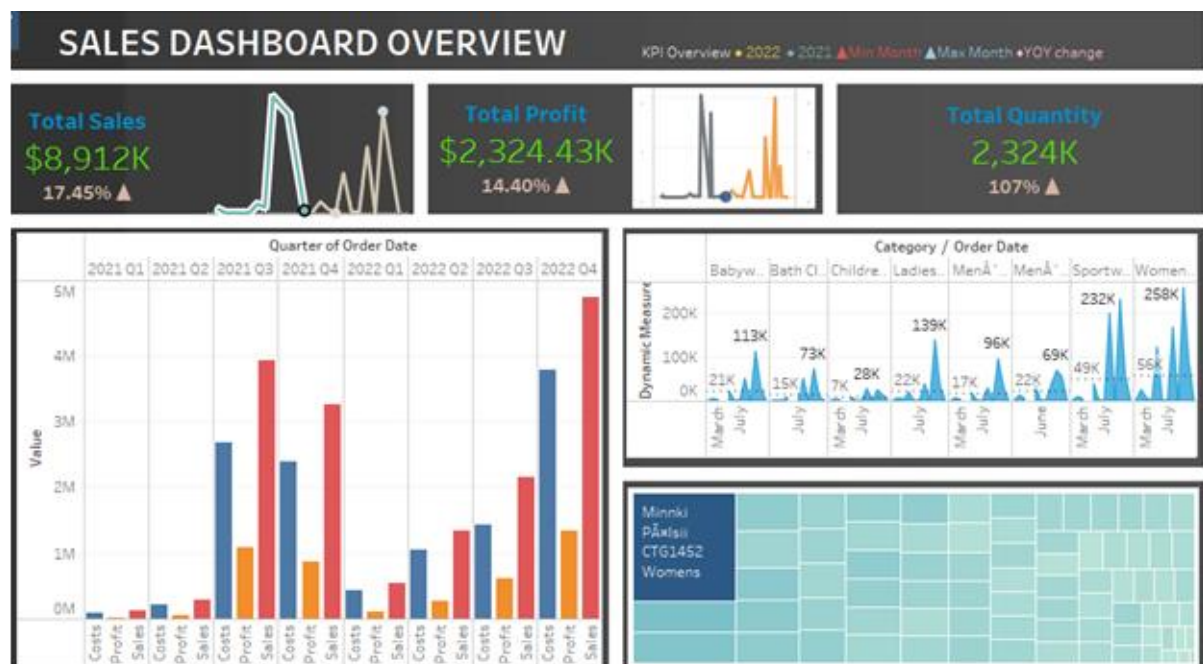 SALES DASHBOARD OVERVIEW
KPI Overview • 2022 • 2021 ▲Min Month ▲Max Month •YOY change
Total Sales
$8,912K
17.45% ▲
Total Profit
$2,324.43K
14.40% ▲
Total Quantity
2,324K
107% ▲
Quarter of Order Date
2021 Q1 2021 Q2 2021 Q3 2021 Q4 2022 Q1 2022 Q2 2022 Q3 2022 Q4
Value
5M
4M
3M
2M
1M
0M
Costs Profit Sales Costs Profit Sales Costs Profit Sales Costs Profit Sales Costs Profit Sales Costs Profit Sales Costs Profit Sales Costs Profit Sales
Category / Order Date
Babyw.. Bath Cl.. Childre.. Ladies.. MenÅ¨.. MenÅ¨.. Sportw.. Women..
Dynamic Measure
200K
100K
0K
21K 113K 15K 73K 7K 28K 22K 139K 17K 96K 22K 69K 49K 232K 56K 258K
March July July March July July March July June March July March July
Minnki
PÃ¤lsii
CTG1452
Womens